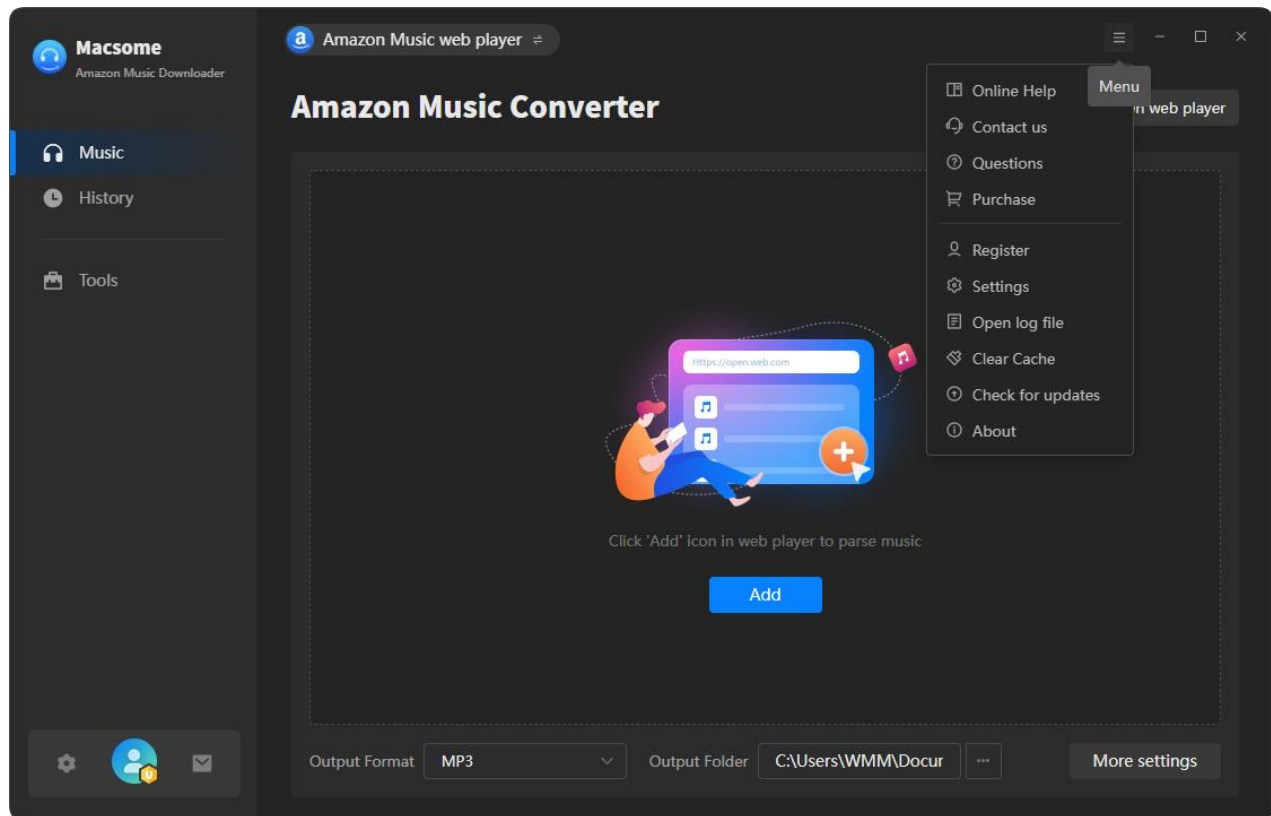 Macsome
Amazon Music Downloader
Music
History
Tools
a Amazon Music web player
Amazon Music Converter
web player
Menu
Online Help
Contact us
Questions
Purchase
Register
Settings
Open log file
Clear Cache
Check for updates
About
Https://open.web.com
Click 'Add' icon in web player to parse music
Add
Output Format MP3 Output Folder C:\Users\WMM\Docur ... More settings